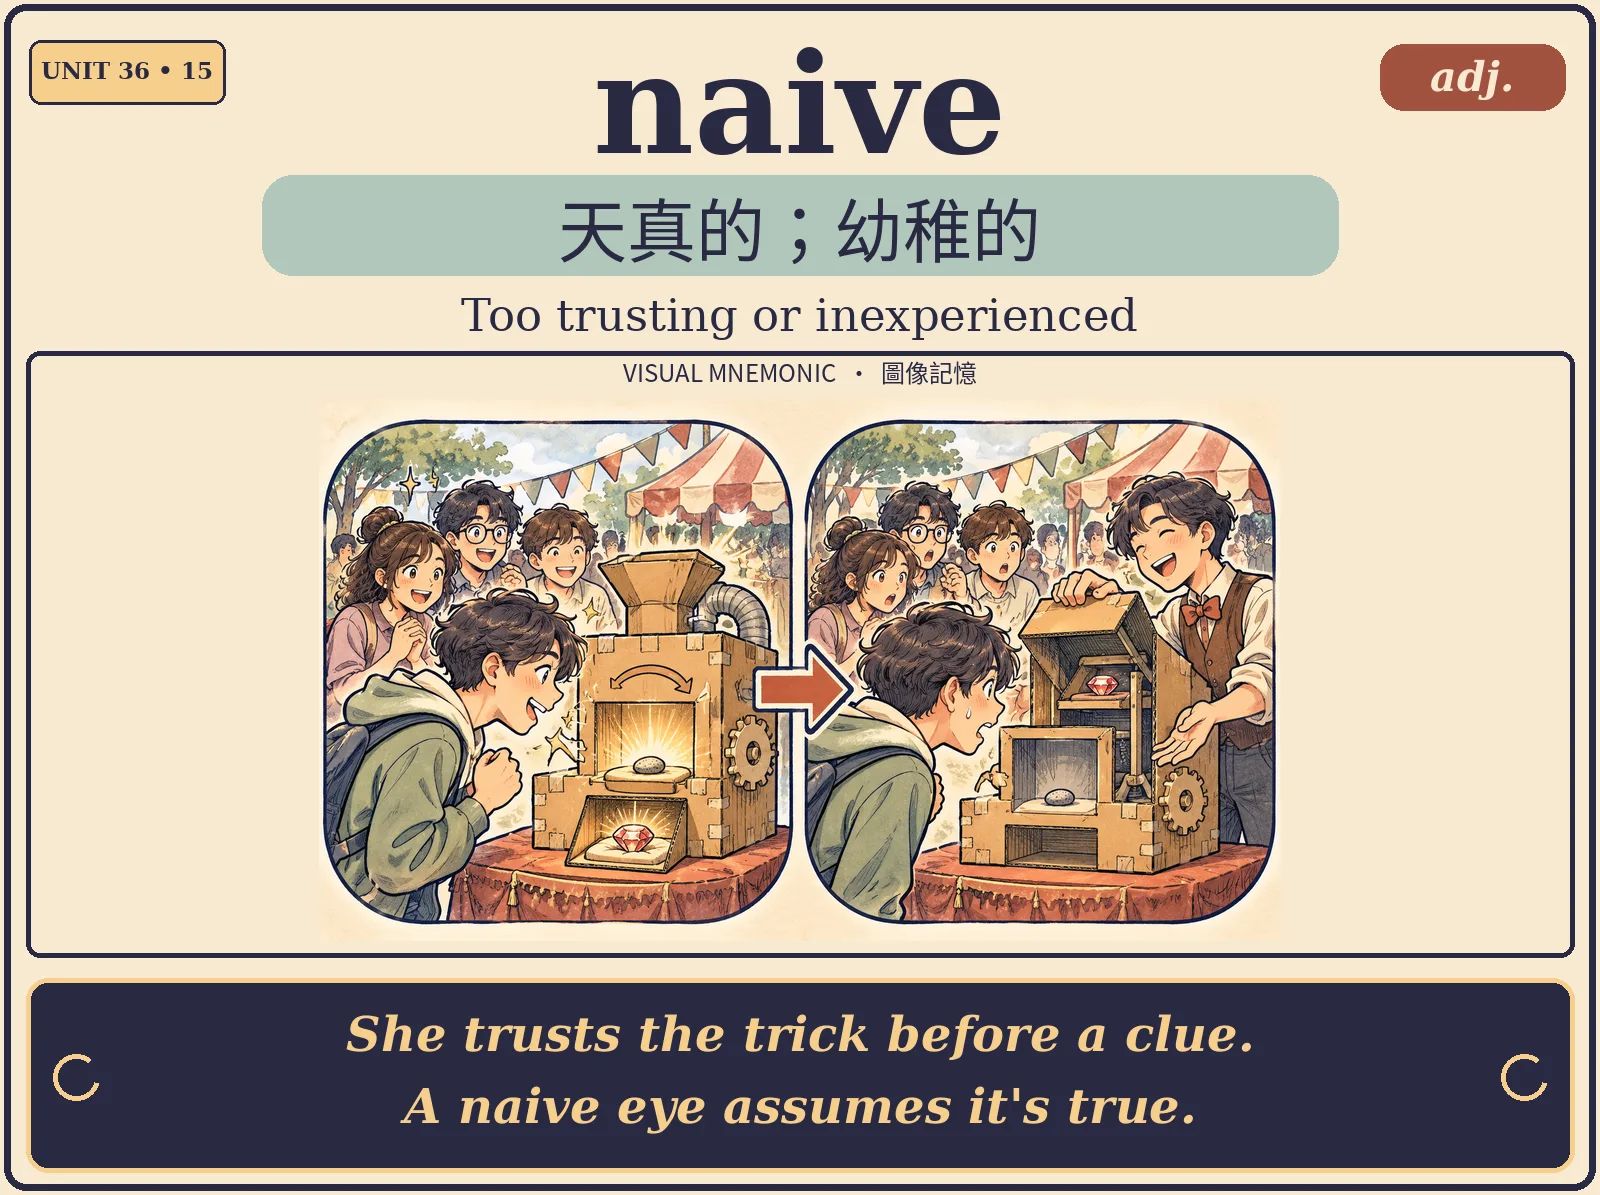 UNIT 36 • 15
naive
adj.
天真的；幼稚的
Too trusting or inexperienced
VISUAL MNEMONIC • 圖像記憶
She trusts the trick before a clue.
A naive eye assumes it's true.